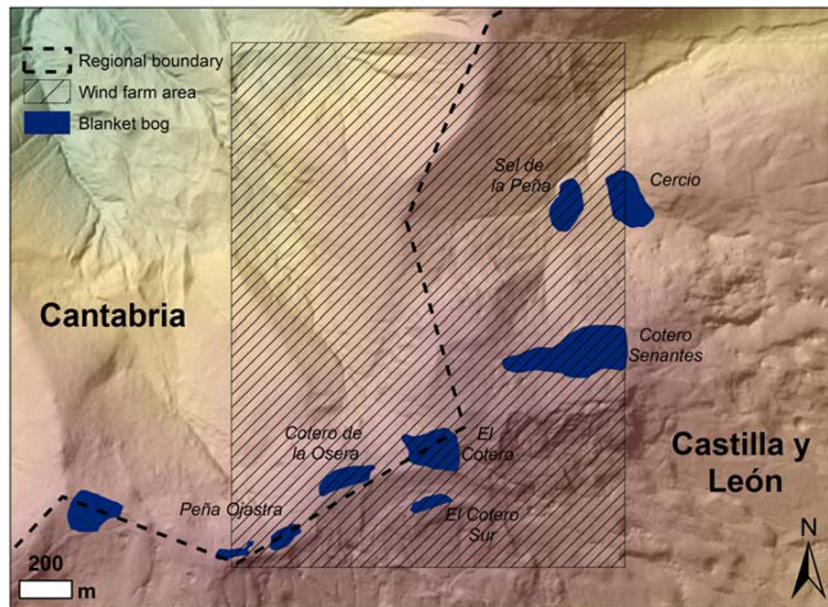 Regional boundary
Wind farm area
Blanket bog
Sel de
la Peña
Cercio
Cantabria
Cotero
Senantes
Cotero de
la Osera
El
Cotero
Castilla y
León
Peña Ojastra
El Cotero
Sur
N
200
m